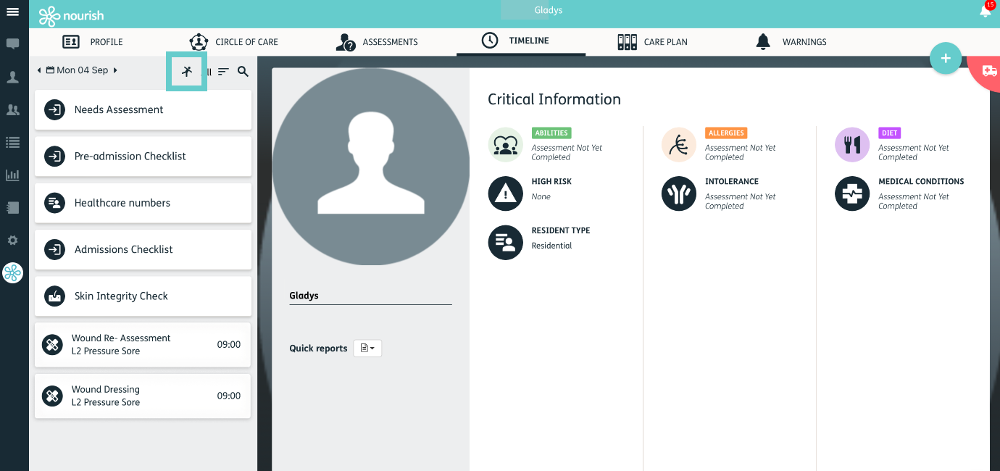 nourish
Gladys
15
PROFILE
CIRCLE OF CARE
ASSESSMENTS
TIMELINE
CARE PLAN
WARNINGS
Mon 04 Sep
Needs Assessment
Pre-admission Checklist
Healthcare numbers
Admissions Checklist
Skin Integrity Check
Wound Re- Assessment
L2 Pressure Sore
09:00
Wound Dressing
L2 Pressure Sore
09:00
Gladys
Quick reports
Critical Information
ABILITIES
Assessment Not Yet
Completed
ALLERGIES
Assessment Not Yet
Completed
DIET
Assessment Not Yet
Completed
HIGH RISK
None
INTOLERANCE
Assessment Not Yet
Completed
MEDICAL CONDITIONS
Assessment Not Yet
Completed
RESIDENT TYPE
Residential